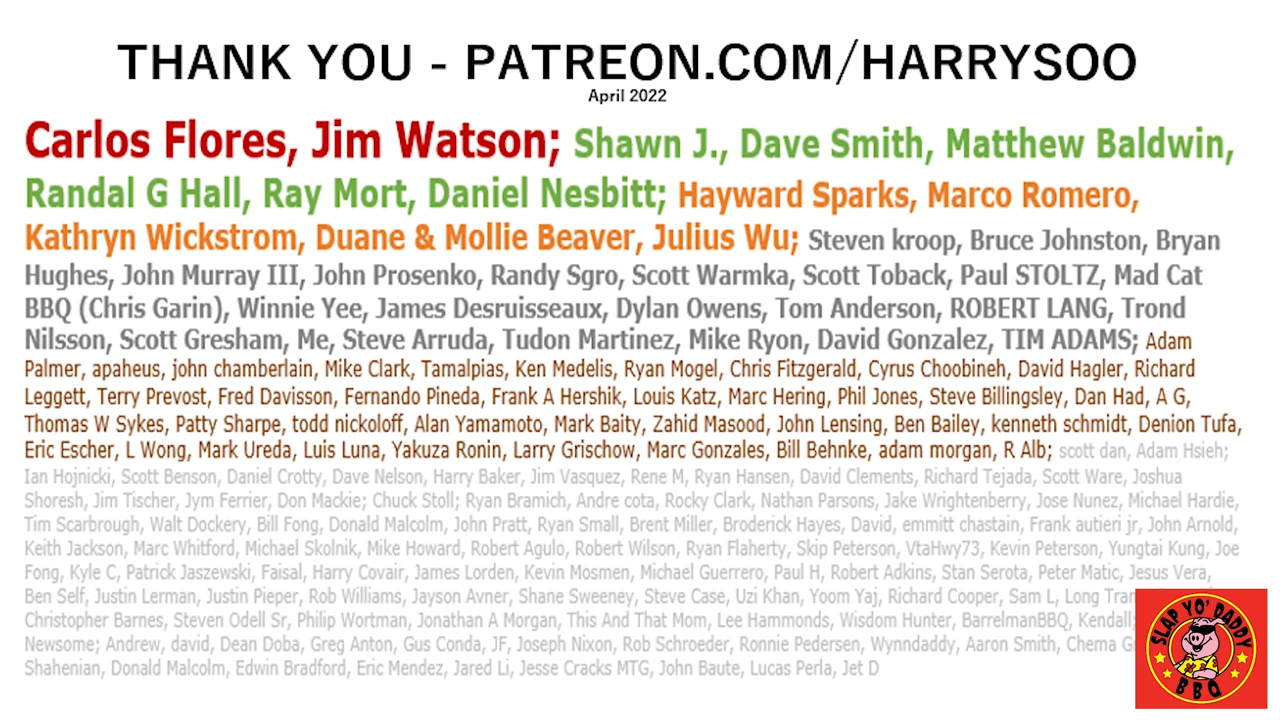 THANK YOU - PATREON.COM/HARRYSOO
April 2022
Carlos Flores, Jim Watson; Shawn J., Dave Smith, Matthew Baldwin,
Randal G Hall, Ray Mort, Daniel Nesbitt; Hayward Sparks, Marco Romero,
Kathryn Wickstrom, Duane & Mollie Beaver, Julius Wu; Steven kroop, Bruce Johnston, Bryan
Hughes, John Murray III, John Prosenko, Randy Sgro, Scott Warmka, Scott Toback, Paul STOLTZ, Mad Cat
BBQ (Chris Garin), Winnie Yee, James Desruisseaux, Dylan Owens, Tom Anderson, ROBERT LANG, Trond
Nilsson, Scott Gresham, Me, Steve Arruda, Tudon Martinez, Mike Ryon, David Gonzalez, TIM ADAMS; Adam
Palmer, apaheus, john chamberlain, Mike Clark, Tamalpias, Ken Medelis, Ryan Mogel, Chris Fitzgerald, Cyrus Choobineh, David Hagler, Richard
Leggett, Terry Prevost, Fred Davisson, Fernando Pineda, Frank A Hershik, Louis Katz, Marc Hering, Phil Jones, Steve Billingsley, Dan Had, A G,
Thomas W Sykes, Patty Sharpe, todd nickoloff, Alan Yamamoto, Mark Baity, Zahid Masood, John Lensing, Ben Bailey, kenneth schmidt, Denion Tufa,
Eric Escher, L Wong, Mark Ureda, Luis Luna, Yakuza Ronin, Larry Grischow, Marc Gonzales, Bill Behnke, adam morgan, R Alb; scott dan, Adam Hsieh;
Ian Hojnicki, Scott Benson, Daniel Crotty, Dave Nelson, Harry Baker, Jim Vasquez, Rene M, Ryan Hansen, David Clements, Richard Tejada, Scott Ware, Joshua
Shoresh, Jim Tischer, Jym Ferrier, Don Mackie; Chuck Stoll; Ryan Bramich, Andre cota, Rocky Clark, Nathan Parsons, Jake Wrightenberry, Jose Nunez, Michael Hardie,
Tim Scarbrough, Walt Dockery, Bill Fong, Donald Malcolm, John Pratt, Ryan Small, Brent Miller, Broderick Hayes, David, emmitt chastain, Frank autieri jr, John Arnold,
Keith Jackson, Marc Whitford, Michael Skolnik, Mike Howard, Robert Agulo, Robert Wilson, Ryan Flaherty, Skip Peterson, VtaHwy73, Kevin Peterson, Yungtai Kung, Joe
Fong, Kyle C, Patrick Jaszewski, Faisal, Harry Covair, James Lorden, Kevin Mosmen, Michael Guerrero, Paul H, Robert Adkins, Stan Serota, Peter Matic, Jesus Vera,
Ben Self, Justin Lerman, Justin Pieper, Rob Williams, Jayson Avner, Shane Sweeney, Steve Case, Uzi Khan, Yoom Yaj, Richard Cooper, Sam L, Long
Christopher Barnes, Steven Odell Sr, Philip Wortman, Jonathan A Morgan, This And That Mom, Lee Hammonds, Wisdom Hunter, BarrelmanBBQ, Kendall
Newsome; Andrew, david, Dean Doba, Greg Anton, Gus Costa, JD Joseph Nixon, Rob Schroeder, Ronnie Pedersen, Wynndaddy, Aaron Smith, Chema
Shahenian, Donald Malcolm, Edwin Bradford, Eric Mendez, Jared Li, Jesse Cracks MTG, John Baute, Lucas Perla, Jet D
SLAP YO' DADDY
BBQ